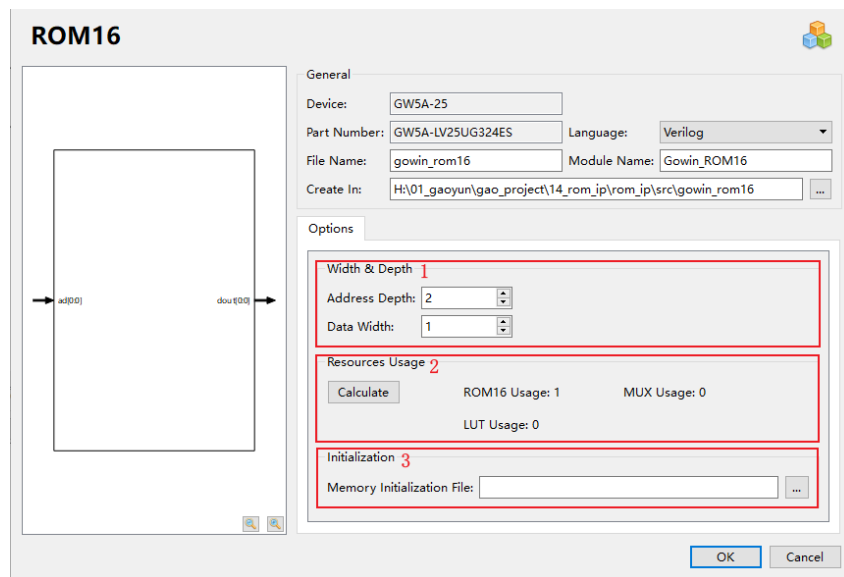 ROM16
General
Device: GW5A-25
Part Number: GW5A-LV25UG324ES Language: Verilog
File Name: gowin_rom16 Module Name: Gowin_ROM16
Create In: H:\01_gaoyun\gao_project\14_rom_ip\rom_ip\src\gowin_rom16 ...
Options
Width & Depth 1
Address Depth: 2
Data Width: 1
ad[0:0] dout[0:0]
Resources Usage 2
Calculate ROM16 Usage: 1 MUX Usage: 0
LUT Usage: 0
Initialization 3
Memory Initialization File: ...
OK Cancel